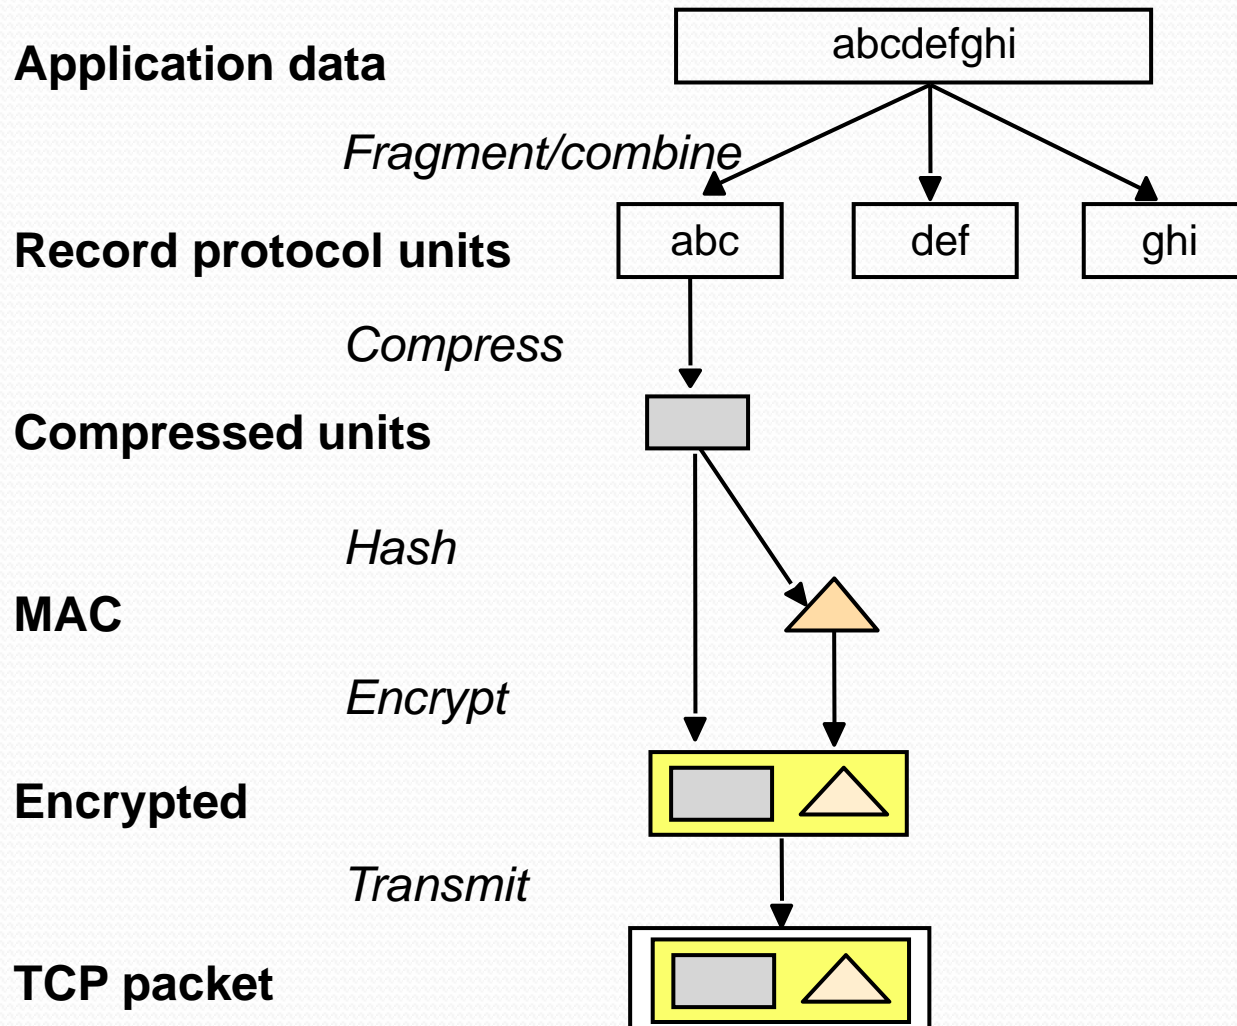 Application data
abcdefghi
Fragment/combine
Record protocol units
abc
def
ghi
Compress
Compressed units
Hash
MAC
Encrypt
Encrypted
Transmit
TCP packet